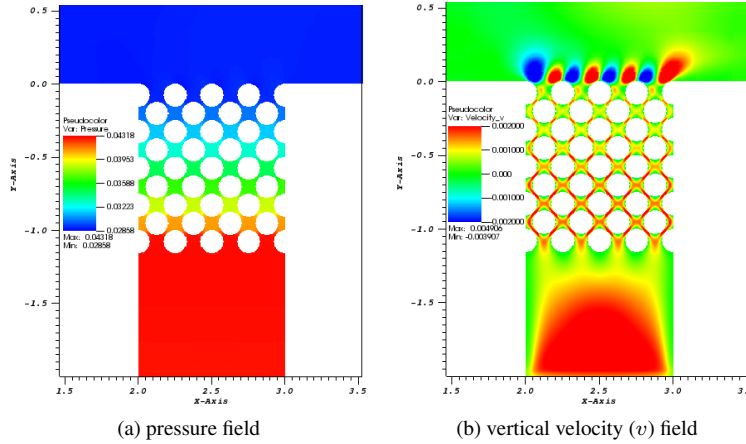 0.5
0.0
-0.5
-1.0
-1.5
Y-Axis
Pseudocolor
Var: Pressure
0.04318
0.03953
0.03588
0.03223
0.02858
Max: 0.04318
Min: 0.02858
1.5 2.0 2.5 3.0 3.5
X-Axis
(a) pressure field
0.5
0.0
-0.5
-1.0
-1.5
Y-Axis
Pseudocolor
Var: Velocity_v
0.002000
0.001000
0.000
-0.001000
-0.002000
Max: 0.004906
Min: -0.003907
1.5 2.0 2.5 3.0 3.5
X-Axis
(b) vertical velocity (v) field